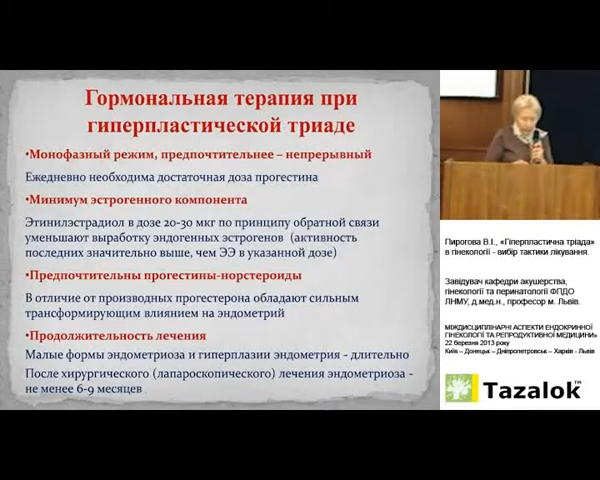 Гормональная терапия при
гиперпластической триаде
•Монофазный режим, предпочтительнее – непрерывный
Ежедневно необходима достаточная доза прогестина
•Минимум эстрогенного компонента
Этинилэстрадиол в дозе 20-30 мкг по принципу обратной связи
уменьшают выработку эндогенных эстрогенов (активность
последних значительно выше, чем ЭЭ в указанной дозе)
•Предпочтительны прогестины-норстероиды
В отличие от производных прогестерона обладают сильным
трансформирующим влиянием на эндометрий
•Продолжительность лечения
Малые формы эндометриоза и гиперплазии эндометрия - длительно
После хирургического (лапароскопического) лечения эндометриоза -
не менее 6-9 месяцев
Пирогова В.І., «Гіперпластична тріада»
в гінекології - вибір тактики лікування.
Завідувач кафедри акушерства,
гінекології та перинатології ФПДО
ЛНМУ, д.мед.н., професор м. Львів.
МІЖДИСЦИПЛІНАРНІ АСПЕКТИ ЕНДОКРИННОЇ
ГІНЕКОЛОГІЇ ТА РЕПРОДУКТИВНОЇ МЕДИЦИНИ»
22 березня 2013 року
Київ – Донецьк – Дніпропетровськ – Харків - Львів
Tazalok™